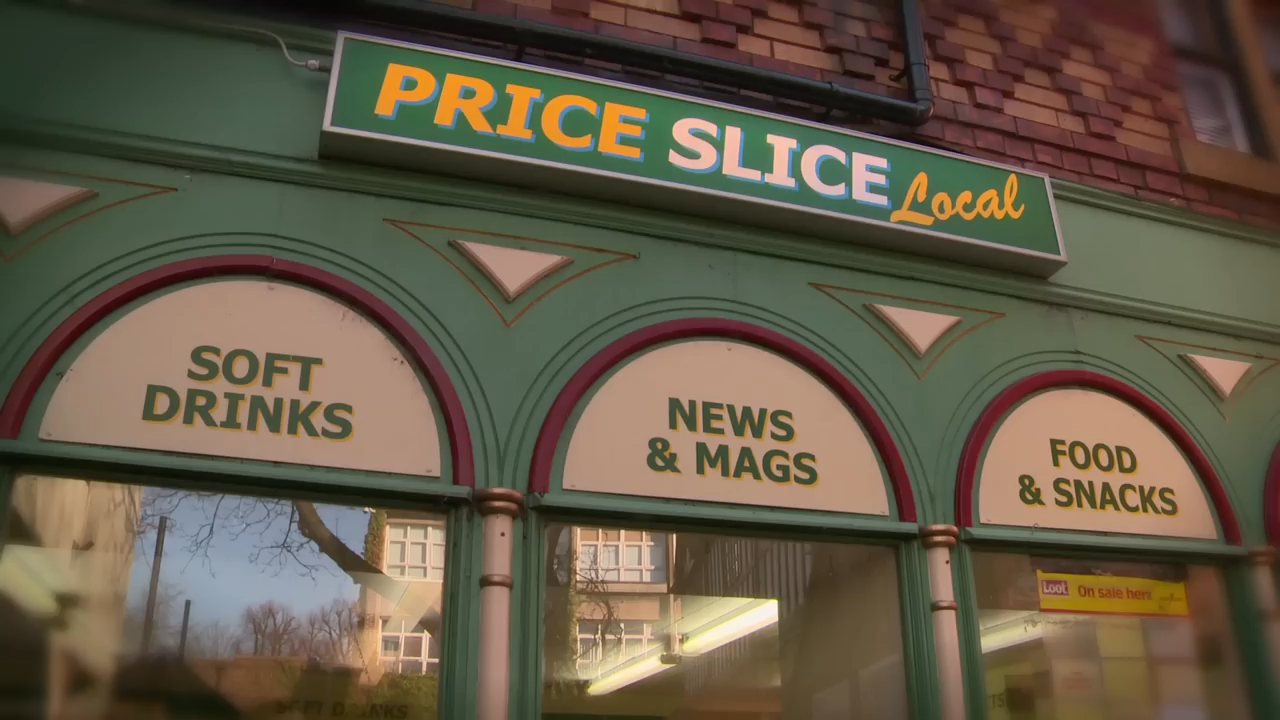 PRICE SLICE Local
SOFT
DRINKS
NEWS
& MAGS
FOOD
& SNACKS
Loot On sale here